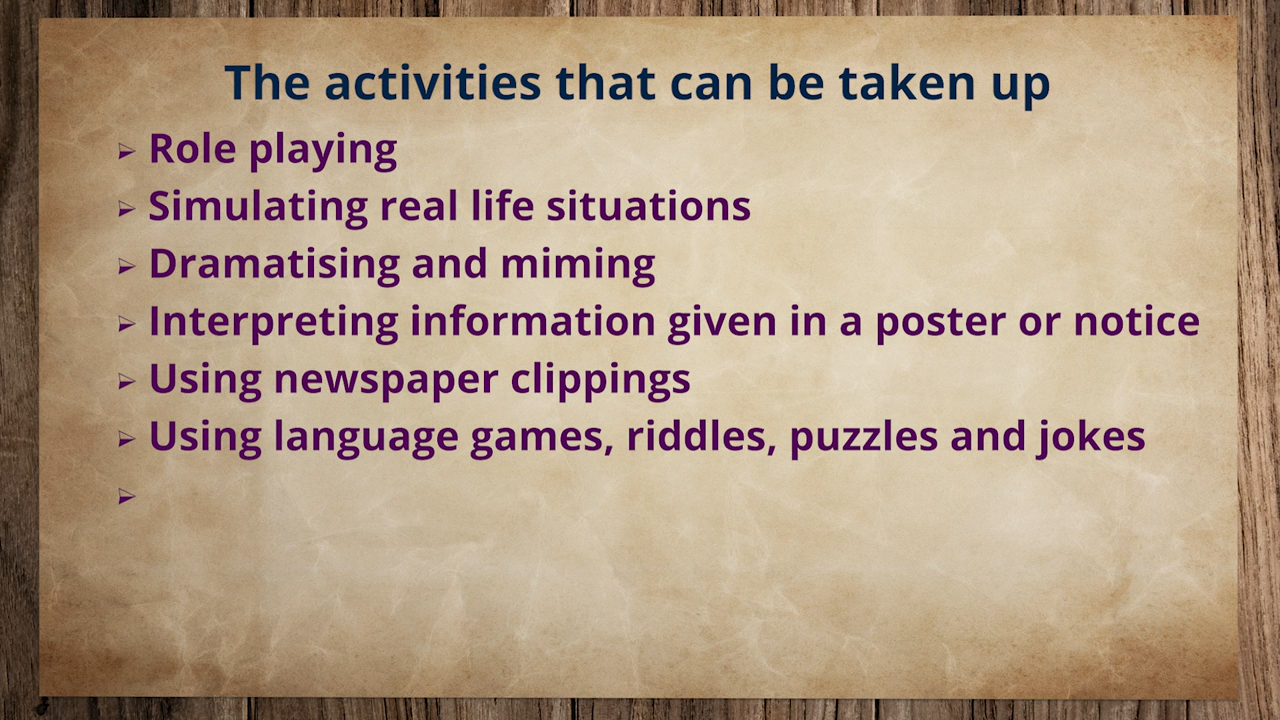 The activities that can be taken up
➢ Role playing
➢ Simulating real life situations
➢ Dramatising and miming
➢ Interpreting information given in a poster or notice
➢ Using newspaper clippings
➢ Using language games, riddles, puzzles and jokes
➢